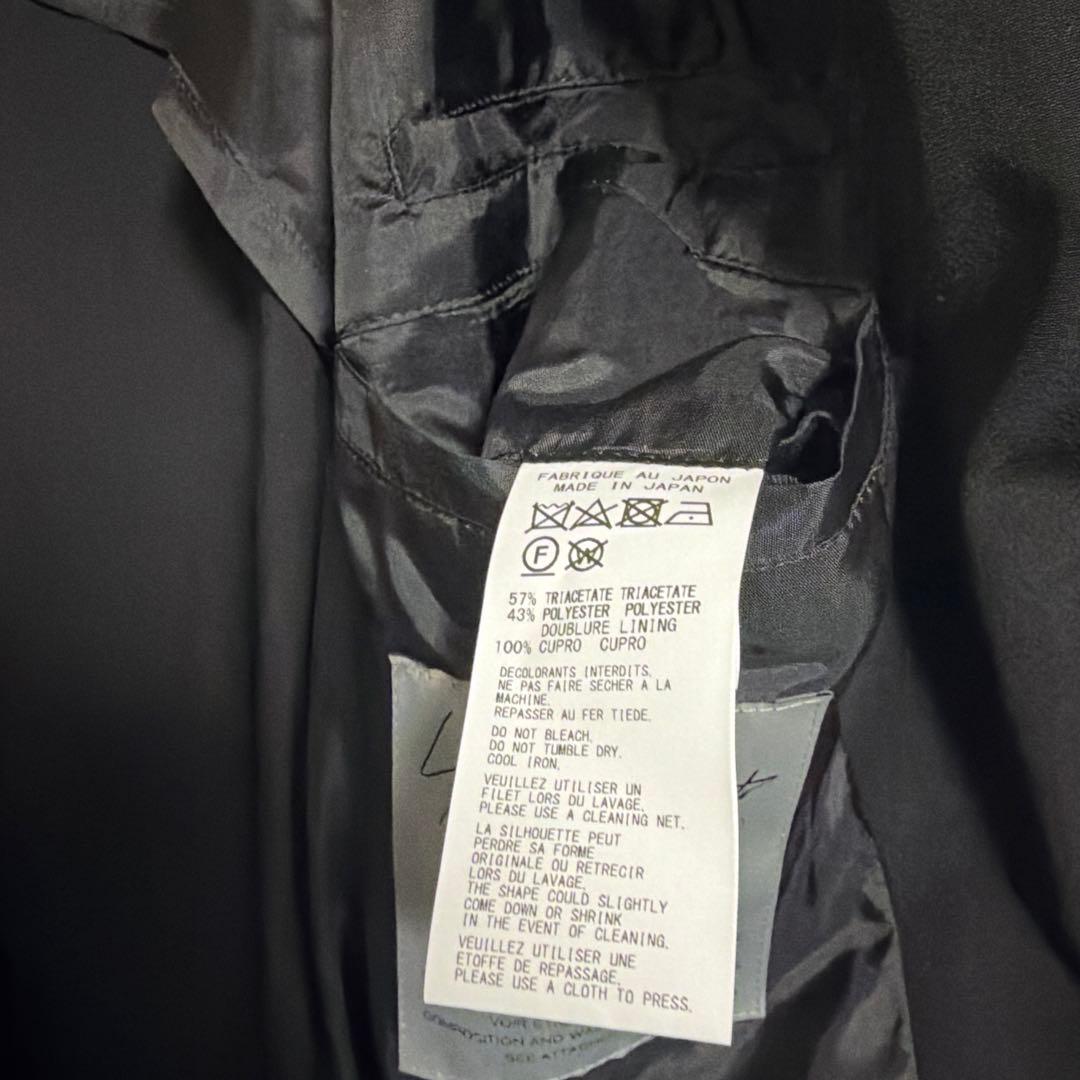 FABRIQUE AU JAPON
MADE IN JAPAN
F W
57% TRIACETATE TRIACETATE
43% POLYESTER POLYESTER
DOUBLURE LINING
100% CUPRO CUPRO
DECOLORANTS INTERDITS.
NE PAS FAIRE SECHER A LA
MACHINE.
REPASSER AU FER TIEDE.
DO NOT BLEACH.
DO NOT TUMBLE DRY.
COOL IRON.
VEUILLEZ UTILISER UN
FILET LORS DU LAVAGE.
PLEASE USE A CLEANING NET.
LA SILHOUETTE PEUT
PERDRE SA FORME
ORIGINALE OU RETRECIR
LORS DU LAVAGE.
THE SHAPE COULD SLIGHTLY
COME DOWN OR SHRINK
IN THE EVENT OF CLEANING.
VEUILLEZ UTILISER UNE
ETOFFE DE REPASSAGE.
PLEASE USE A CLOTH TO PRESS.
VOIR
AND
SEE